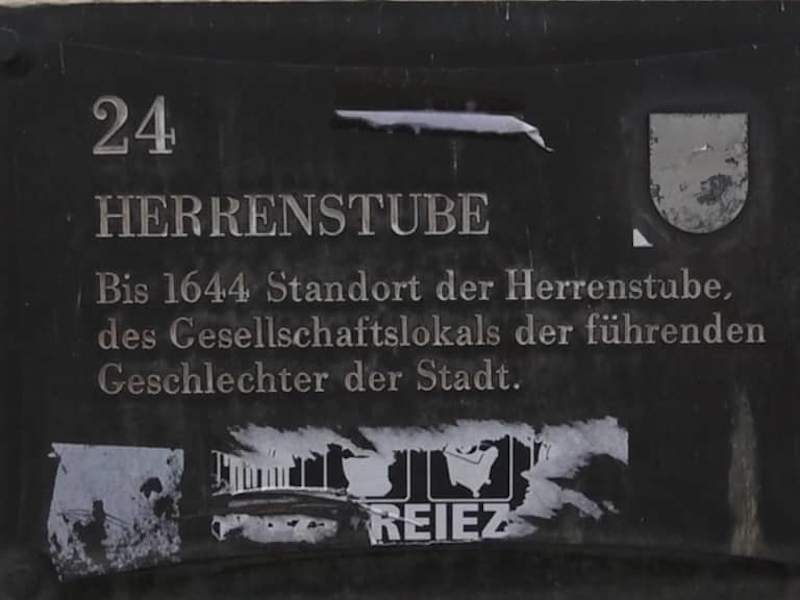 24
HERRENSTUBE
Bis 1644 Standort der Herrenstube,
des Gesellschaftslokals der führenden
Geschlechter der Stadt.
REIEZ